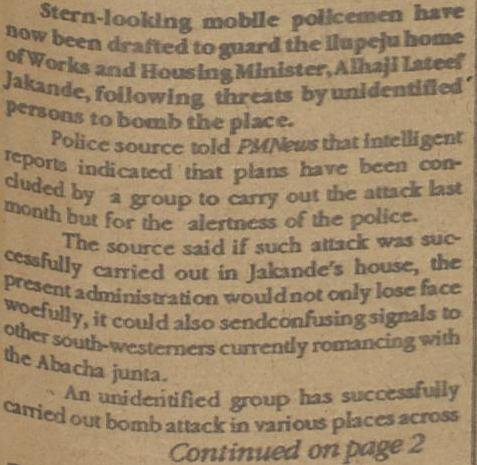 Stern-looking mobile policemen have
now been drafted to guard the Ilupeju home
of Works and Housing Minister, Alhaji Lateef
Jakande, following threats by unidentified
persons to bomb the place.
Police source told PMNews that intelligent
reports indicated that plans have been con-
cluded by a group to carry out the attack last
month but for the alertness of the police.
The source said if such attack was suc-
cessfully carried out in Jakande's house, the
present administration would not only lose face
woefully, it could also sendconfusing signals to
other south-westerners currently romancing with
the Abacha junta.
An unidentified group has successfully
carried out bomb attack in various places across
Continued on page 2